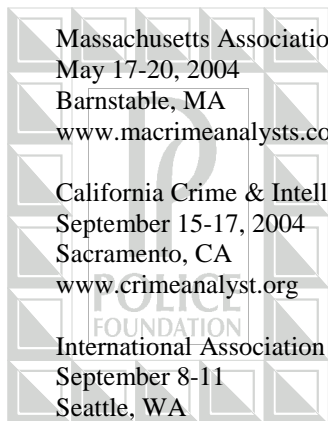 Massachusetts Associatio
May 17-20, 2004
Barnstable, MA
www.macrimeanalysts.co
California Crime & Intell
September 15-17, 2004
Sacramento, CA
www.crimeanalyst.org
POLICE
FOUNDATION
International Association
September 8-11
Seattle, WA